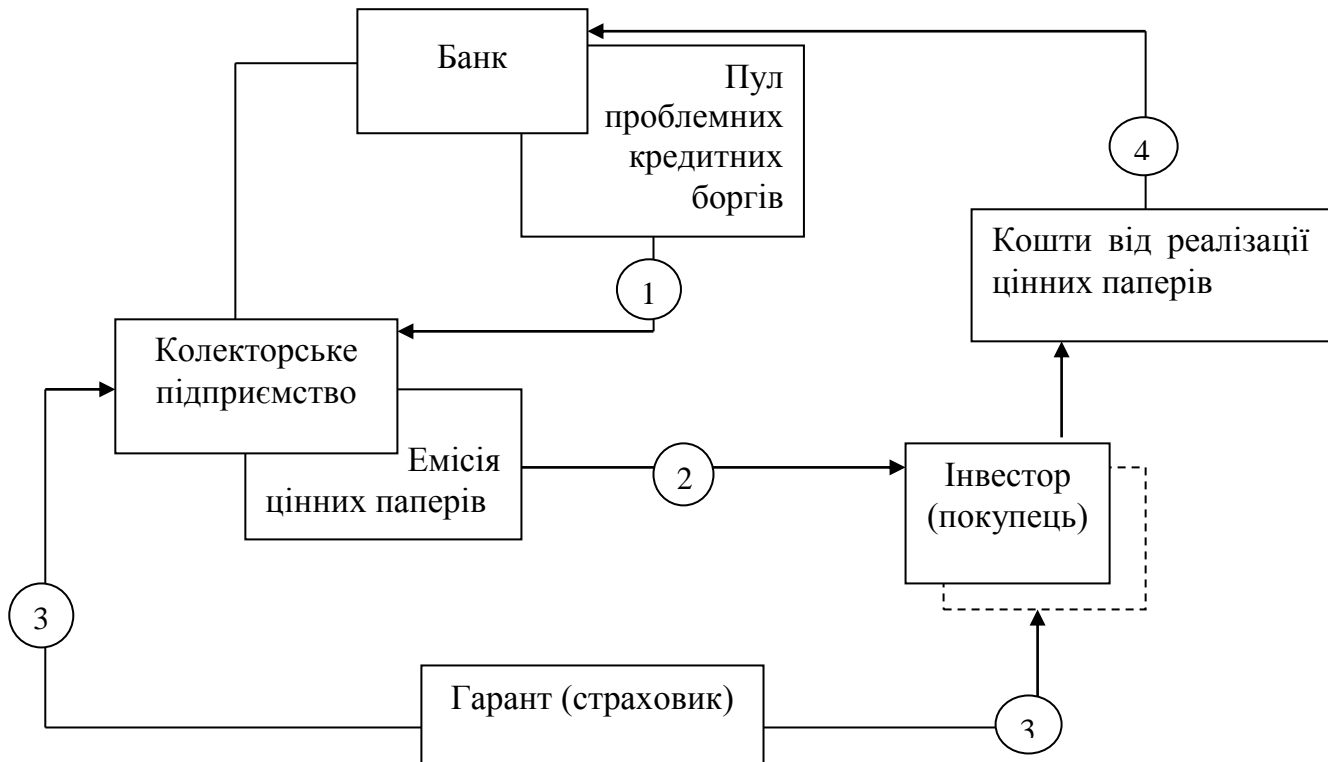 Банк
Пул
проблемних
кредитних
боргів
4
Кошти від реалізації
цінних паперів
1
Колекторське
підприємство
Емісія
цінних паперів
2
Інвестор
(покупець)
3
Гарант (страховик)
3